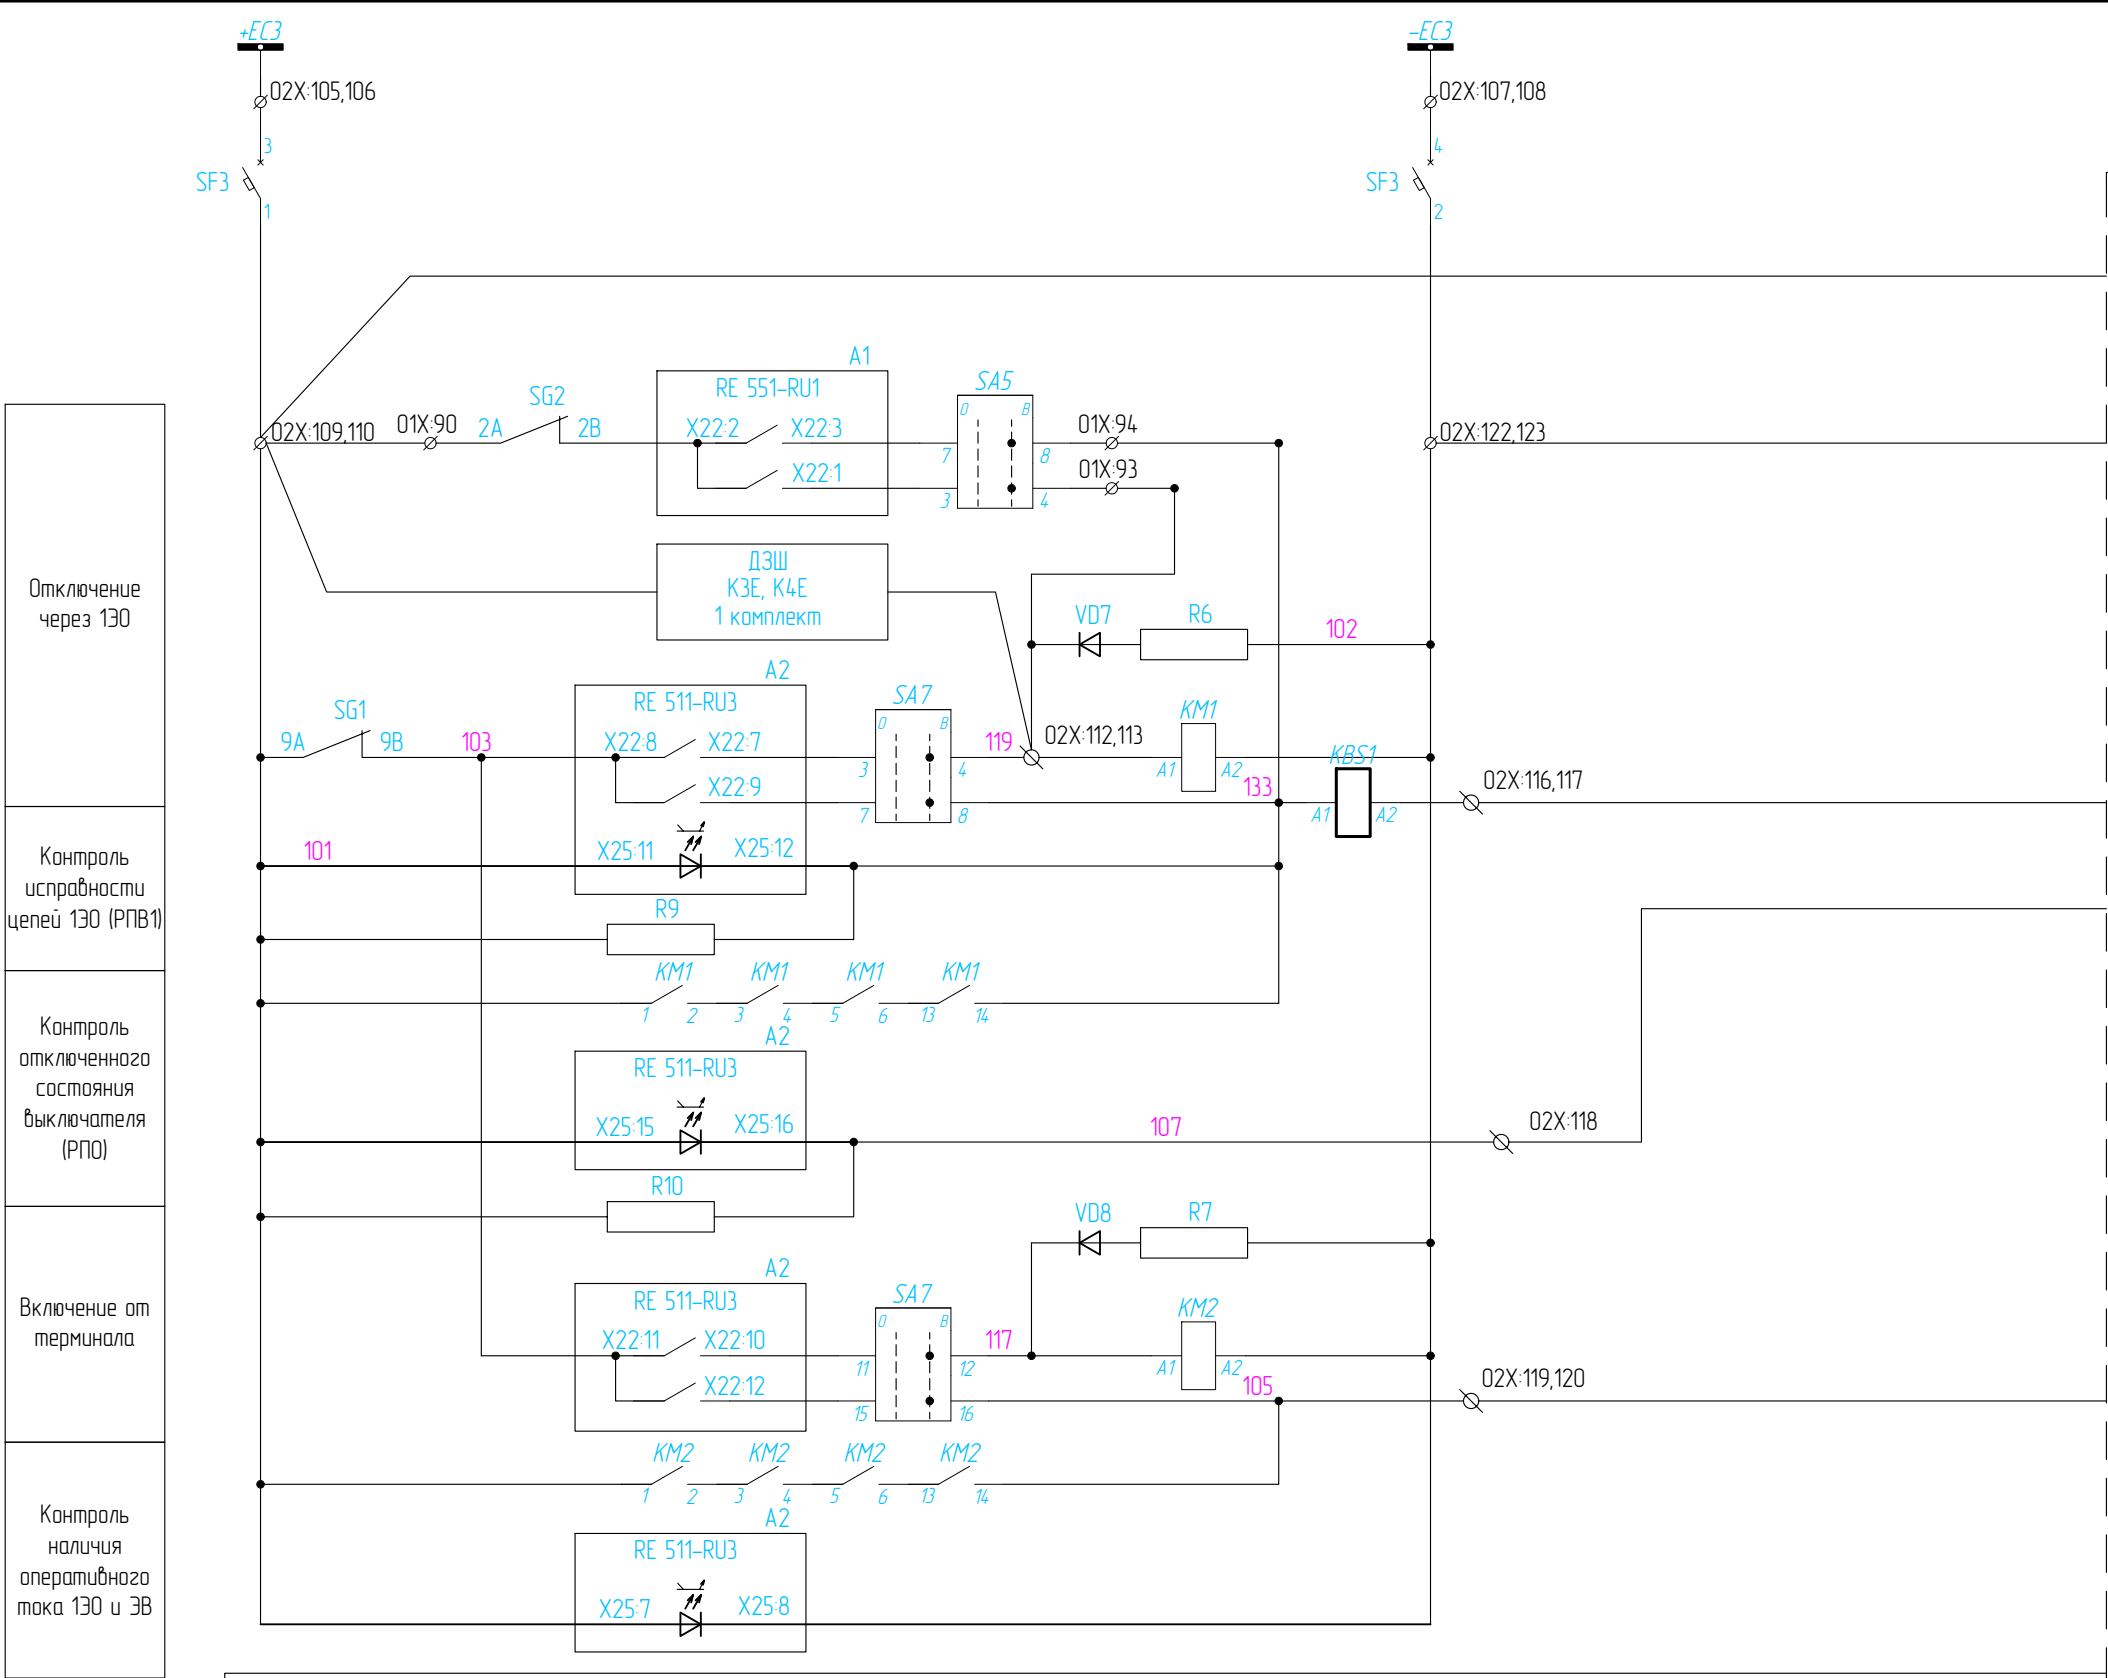 +EC3
-EC3
02X:105,106
02X:107,108
3
4
SF3
SF3
1
2
A1
RE 551-RU1
SA5
SG2
02X:109,110
01X:90
2A
2B
X22:2
X22:3
O
B
01X:94
02X:122,123
7
8
X22:1
01X:93
3
4
Отключение
через 1ЭО
ДЗШ
K3E, K4E
1 комплект
VD7
R6
102
A2
RE 511-RU3
SA7
SG1
KM1
9A
9B
103
X22:8
X22:7
O
B
119
02X:112,113
KBS1
3
4
A1
A2
X22:9
133
02X:116,117
7
8
A1
A2
Контроль
исправности
цепей 1ЭО (РПВ1)
101
X25:11
X25:12
R9
KM1
KM1
KM1
KM1
1
2
3
4
5
6
13
14
Контроль
отключенного
состояния
выключателя
(РПО)
A2
RE 511-RU3
X25:15
X25:16
107
02X:118
R10
VD8
R7
Включение от
терминала
A2
RE 511-RU3
SA7
KM2
X22:11
X22:10
O
B
117
11
12
A1
A2
X22:12
105
02X:119,120
15
16
KM2
KM2
KM2
KM2
1
2
3
4
5
6
13
14
Контроль
наличия
оперативного
тока 1ЭО и ЭВ
A2
RE 511-RU3
X25:7
X25:8